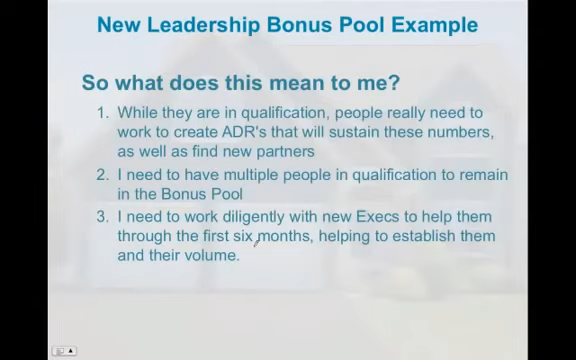 New Leadership Bonus Pool Example
So what does this mean to me?
1. While they are in qualification, people really need to
work to create ADR's that will sustain these numbers,
as well as find new partners
2. I need to have multiple people in qualification to remain
in the Bonus Pool
3. I need to work diligently with new Execs to help them
through the first six months, helping to establish them
and their volume.